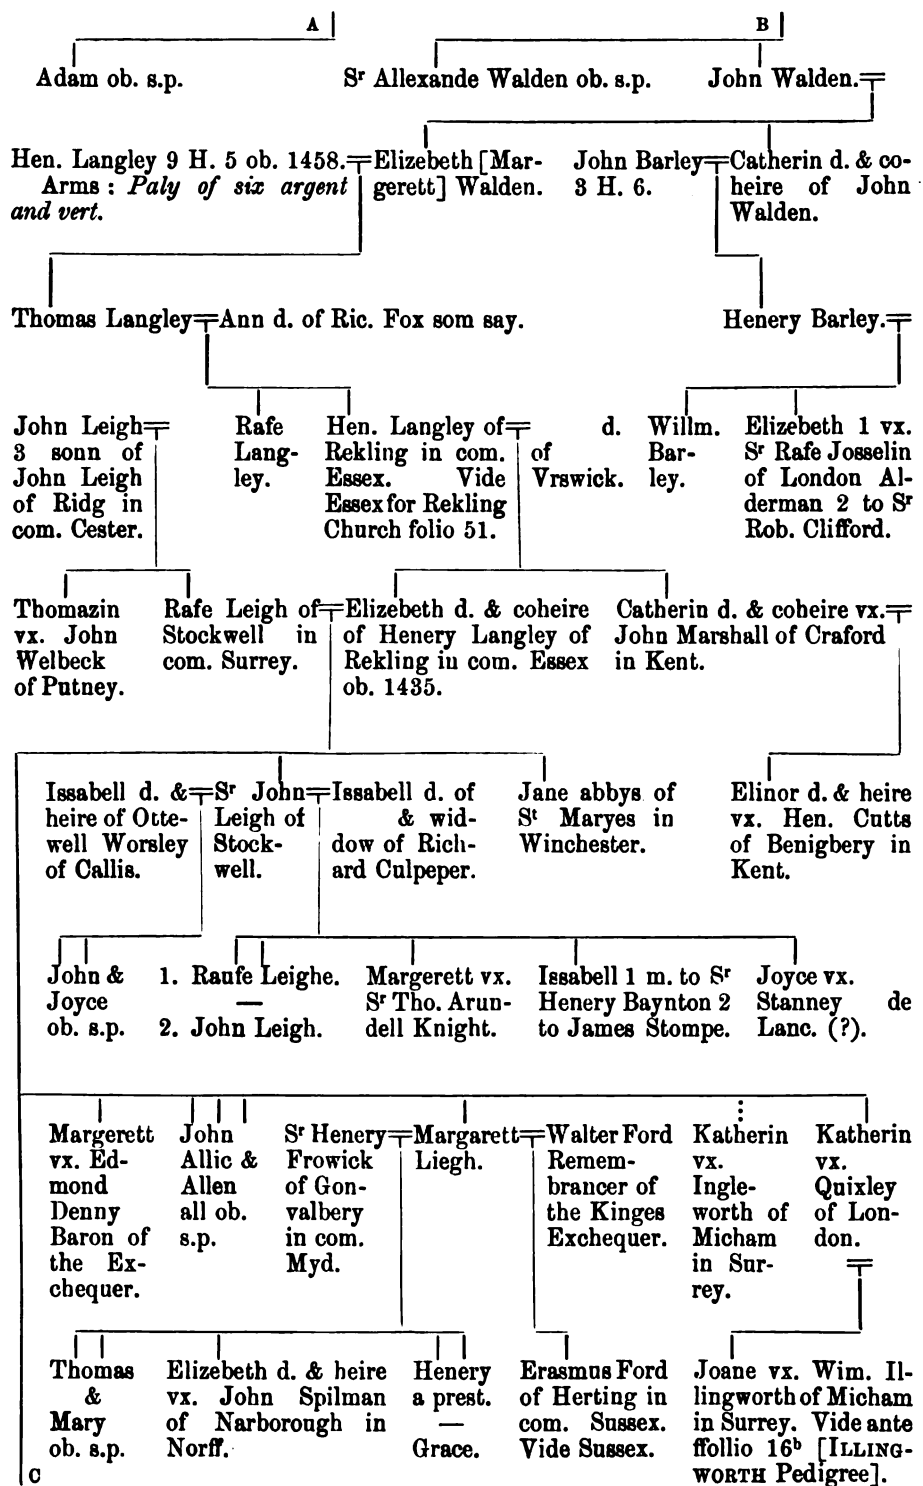 A
B
Adam ob. s.p.
Sʳ Allexande Walden ob. s.p.
John Walden.
Hen. Langley 9 H. 5 ob. 1458.
Arms : Paly of six argent
and vert.
Elizebeth [Mar-
gerett] Walden.
John Barley
3 H. 6.
Catherin d. & co-
heire of John
Walden.
Thomas Langley
Ann d. of Ric. Fox som say.
Henery Barley.
John Leigh
3 sonn of
John Leigh
of Ridg in
com. Cester.
Rafe
Lang-
ley.
Hen. Langley of
Rekling in com.
Essex. Vide
Essex for Rekling
Church folio 51.
d.
of
Vrswick.
Willm.
Bar-
ley.
Elizebeth 1 vx.
Sʳ Rafe Josselin
of London Al-
derman 2 to Sʳ
Rob. Clifford.
Thomazin
vx. John
Welbeck
of Putney.
Rafe Leigh of
Stockwell in
com. Surrey.
Elizebeth d. & coheire
of Henery Langley of
Rekling in com. Essex
ob. 1435.
Catherin d. & coheire vx.
John Marshall of Craford
in Kent.
Issabell d. &
heire of Otte-
well Worsley
of Callis.
Sʳ John
Leigh of
Stock-
well.
Issabell d. of
& wid-
dow of Rich-
ard Culpeper.
Jane abbys of
Sᵗ Maryes in
Winchester.
Elinor d. & heire
vx. Hen. Cutts
of Benigbery in
Kent.
John &
Joyce
ob. s.p.
1. Raufe Leighe.
—
2. John Leigh.
Margerett vx.
Sʳ Tho. Arun-
dell Knight.
Issabell 1 m. to Sʳ
Henery Baynton 2
to James Stompe.
Joyce vx.
Stanney de
Lanc. (?).
Margerett
vx. Ed-
mond
Denny
Baron of
the Ex-
chequer.
John
Allic &
Allen
all ob.
s.p.
Sʳ Henery
Frowick
of Gon-
valbery
in com.
Myd.
Margarett
Liegh.
Walter Ford
Remem-
brancer of
the Kinges
Exchequer.
Katherin
vx.
Ingle-
worth of
Micham
in Sur-
rey.
Katherin
vx.
Quixley
of Lon-
don.
Thomas
&
Mary
ob. s.p.
Elizebeth d. & heire
vx. John Spilman
of Narborough in
Norff.
Henery
a prest.
—
Grace.
Erasmus Ford
of Herting in
com. Sussex.
Vide Sussex.
Joane vx. Wim. Il-
lingworth of Micham
in Surrey. Vide ante
ffollio 16ᵇ [ILLING-
WORTH Pedigree].
C